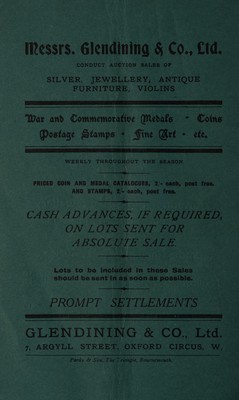 Messrs. Glendining & Co., Ltd.
CONDUCT AUCTION SALES OF
SILVER, JEWELLERY, ANTIQUE
FURNITURE, VIOLINS
War and Commemorative Medals · Coins
Postage Stamps · Fine Art · etc.
WEEKLY THROUGHOUT THE SEASON
PRICED COIN AND MEDAL CATALOGUES, 2/- each, post free.
AND STAMPS, 2/- each, post free.
CASH ADVANCES, IF REQUIRED,
ON LOTS SENT FOR
ABSOLUTE SALE.
Lots to be included in these Sales
should be sent in as soon as possible.
PROMPT SETTLEMENTS
GLENDINING & CO., Ltd.
7, ARGYLL STREET, OXFORD CIRCUS, W.